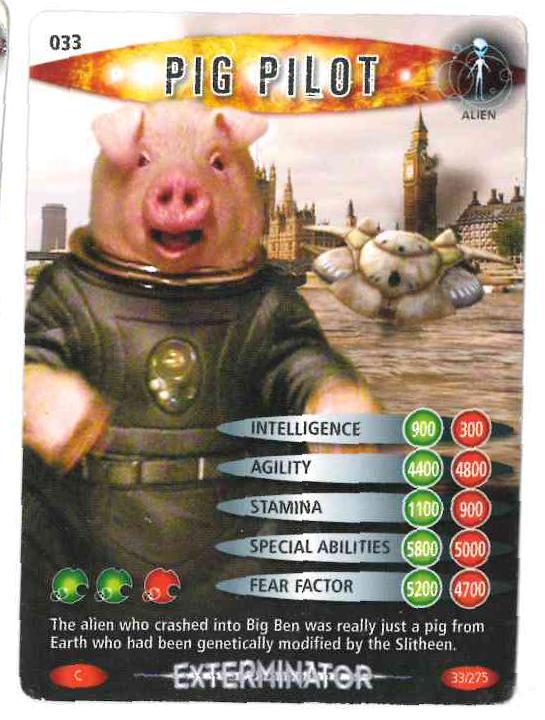 033
PIG PILOT
ALIEN
INTELLIGENCE 900 300
AGILITY 4400 4800
STAMINA 1100 900
SPECIAL ABILITIES 5800 5000
FEAR FACTOR 5200 4700
The alien who crashed into Big Ben was really just a pig from
Earth who had been genetically modified by the Slitheen.
C EXTERMINATOR 33/275